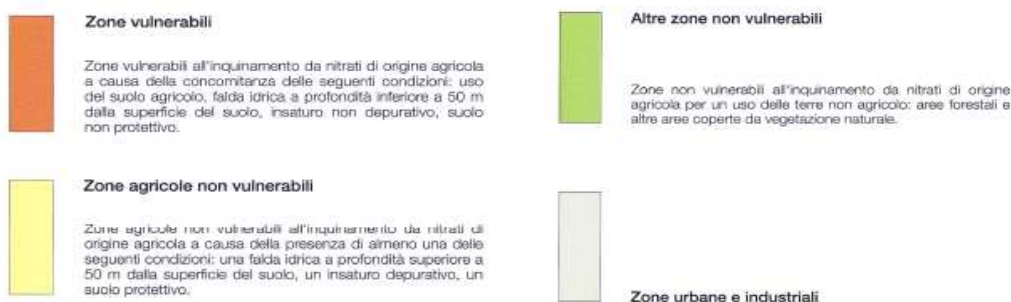 Zone vulnerabili
Zone vulnerabili all'inquinamento da nitrati di origine agricola
a causa della concomitanza delle seguenti condizioni: uso
del suolo agricolo, falda idrica a profondità inferiore a 50 m
dalla superficie del suolo, insaturo non depurativo, suolo
non protettivo.
Zone agricole non vulnerabili
Zone agricole non vulnerabili all'inquinamento da nitrati di
origine agricola a causa della presenza di almeno una delle
seguenti condizioni: una falda idrica a profondità superiore a
50 m dalla superficie del suolo, un insaturo depurativo, un
suolo protettivo.
Altre zone non vulnerabili
Zone non vulnerabili all'inquinamento da nitrati di origine
agricola per un uso delle terre non agricolo: aree forestali e
altre aree coperte da vegetazione naturale.
Zone urbane e industriali